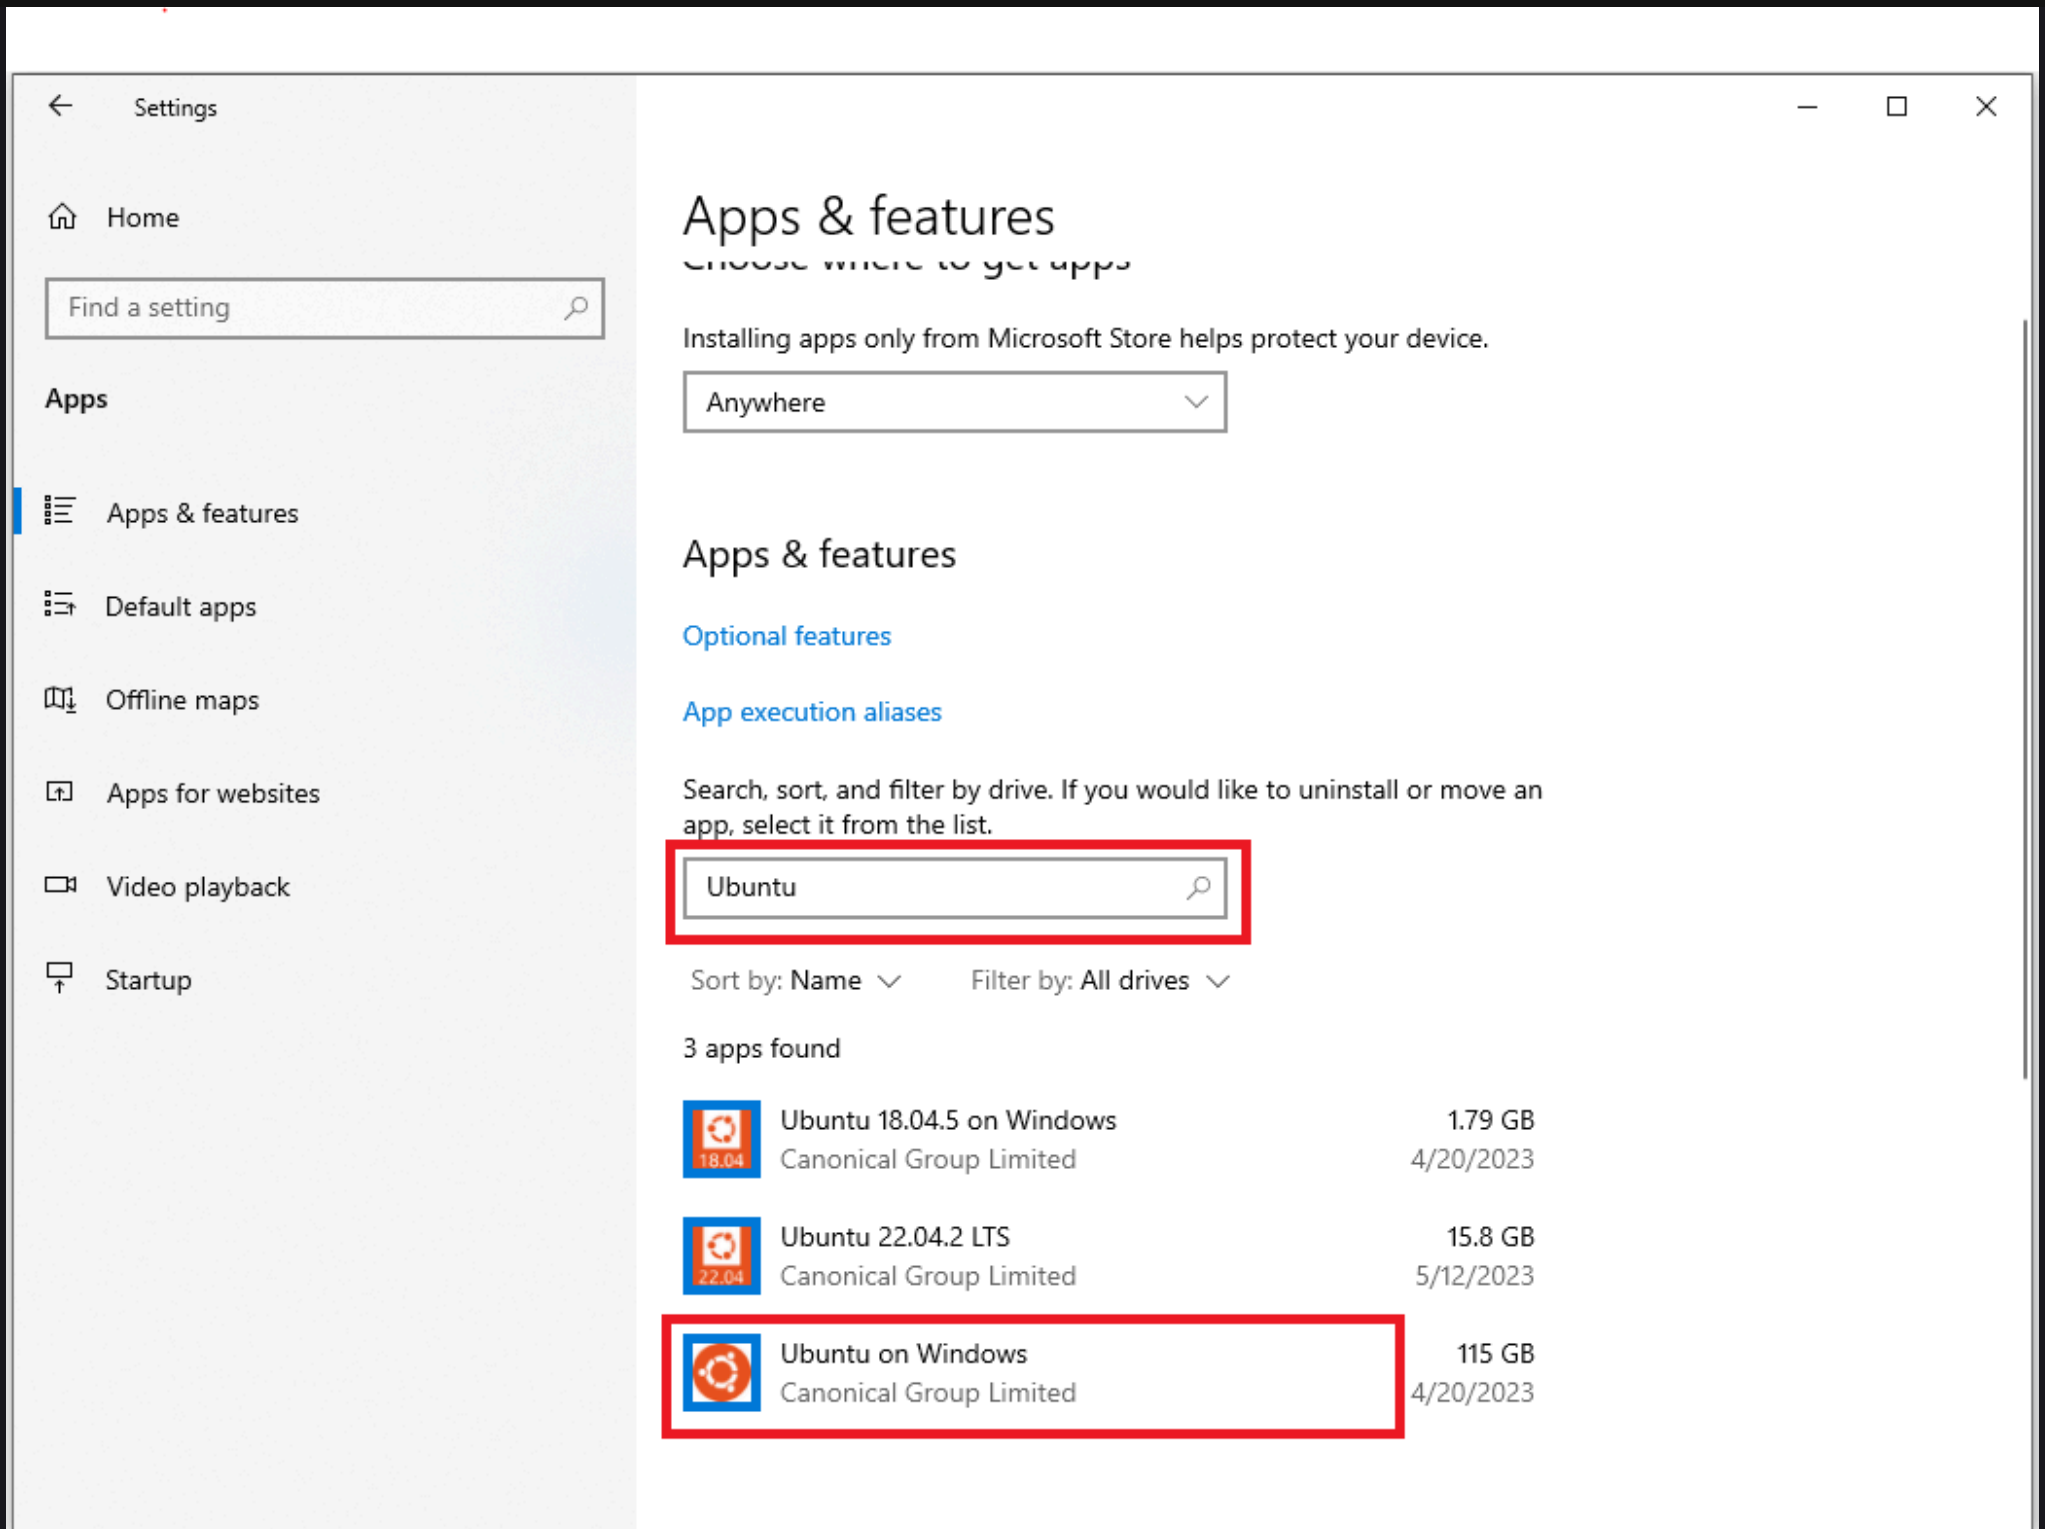 Settings
Home
Find a setting
Apps
Apps & features
Default apps
Offline maps
Apps for websites
Video playback
Startup
Apps & features
Choose where to get apps
Installing apps only from Microsoft Store helps protect your device.
Anywhere
Apps & features
Optional features
App execution aliases
Search, sort, and filter by drive. If you would like to uninstall or move an
app, select it from the list.
Ubuntu
Sort by: Name Filter by: All drives
3 apps found
18.04
Ubuntu 18.04.5 on Windows 1.79 GB
Canonical Group Limited 4/20/2023
22.04
Ubuntu 22.04.2 LTS 15.8 GB
Canonical Group Limited 5/12/2023
Ubuntu on Windows 115 GB
Canonical Group Limited 4/20/2023